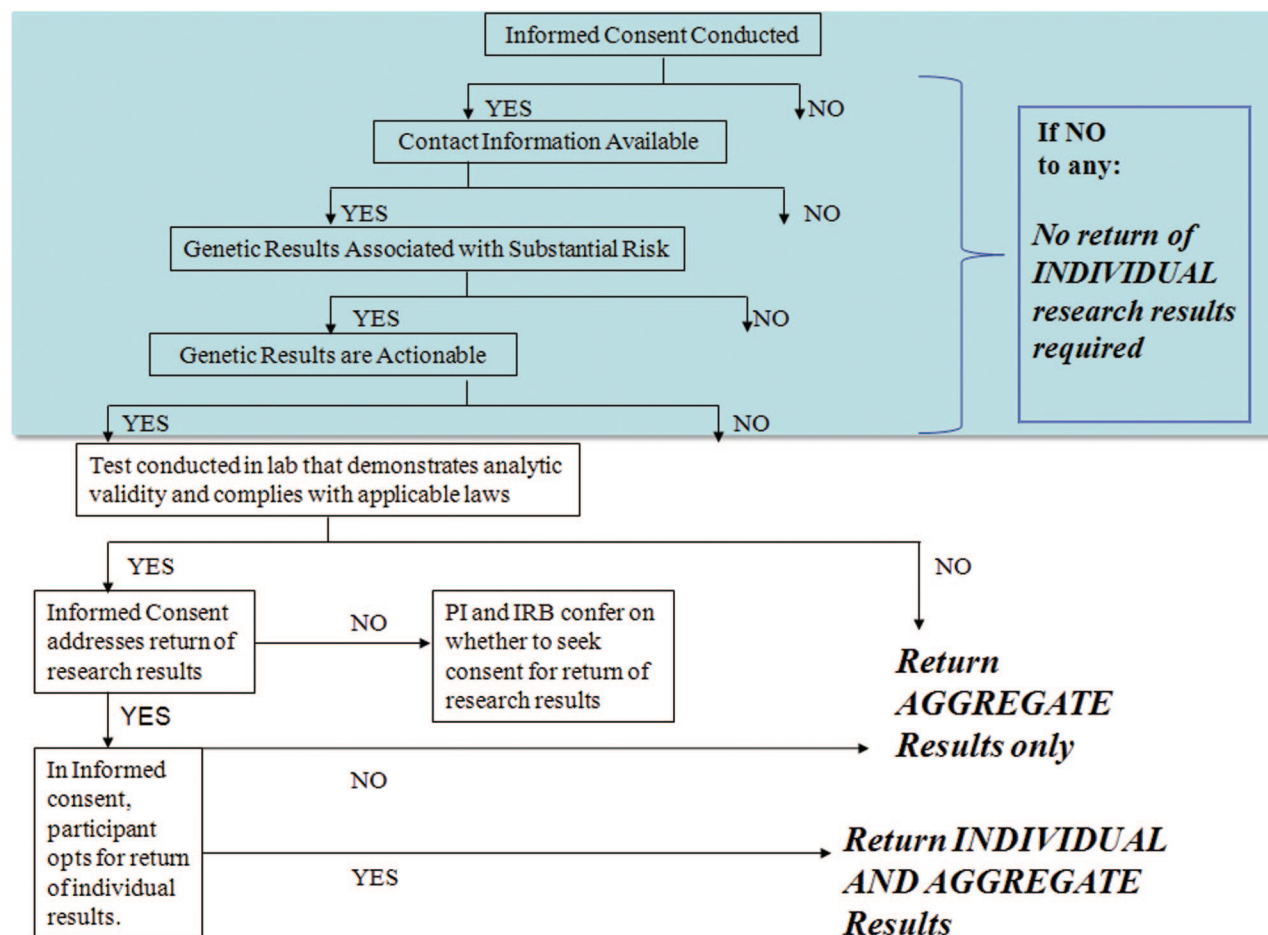 Informed Consent Conducted
YES
NO
Contact Information Available
YES
NO
Genetic Results Associated with Substantial Risk
YES
NO
Genetic Results are Actionable
YES
NO
If NO
to any:
No return of
INDIVIDUAL
research results
required
Test conducted in lab that demonstrates analytic
validity and complies with applicable laws
YES
NO
Informed Consent
addresses return of
research results
NO
PI and IRB confer on
whether to seek
consent for return of
research results
Return
AGGREGATE
Results only
YES
In Informed
consent,
participant
opts for return
of individual
results.
NO
YES
Return INDIVIDUAL
AND AGGREGATE
Results